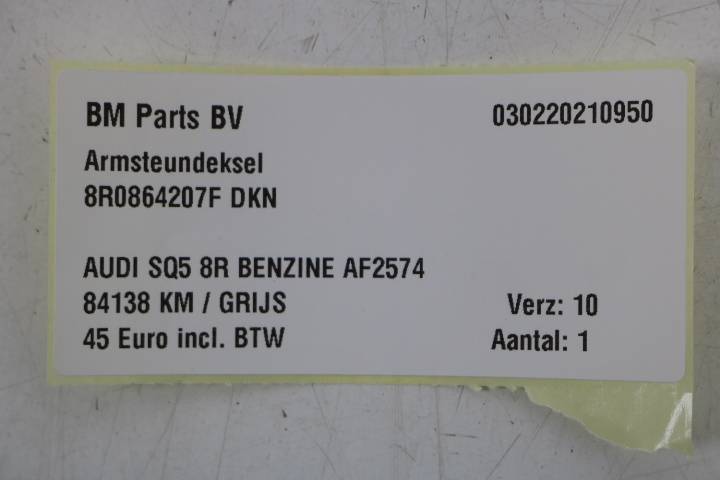 BM Parts BV 030220210950
Armsteundeksel
8R0864207F DKN
AUDI SQ5 8R BENZINE AF2574
84138 KM / GRIJS Verz: 10
45 Euro incl. BTW Aantal: 1